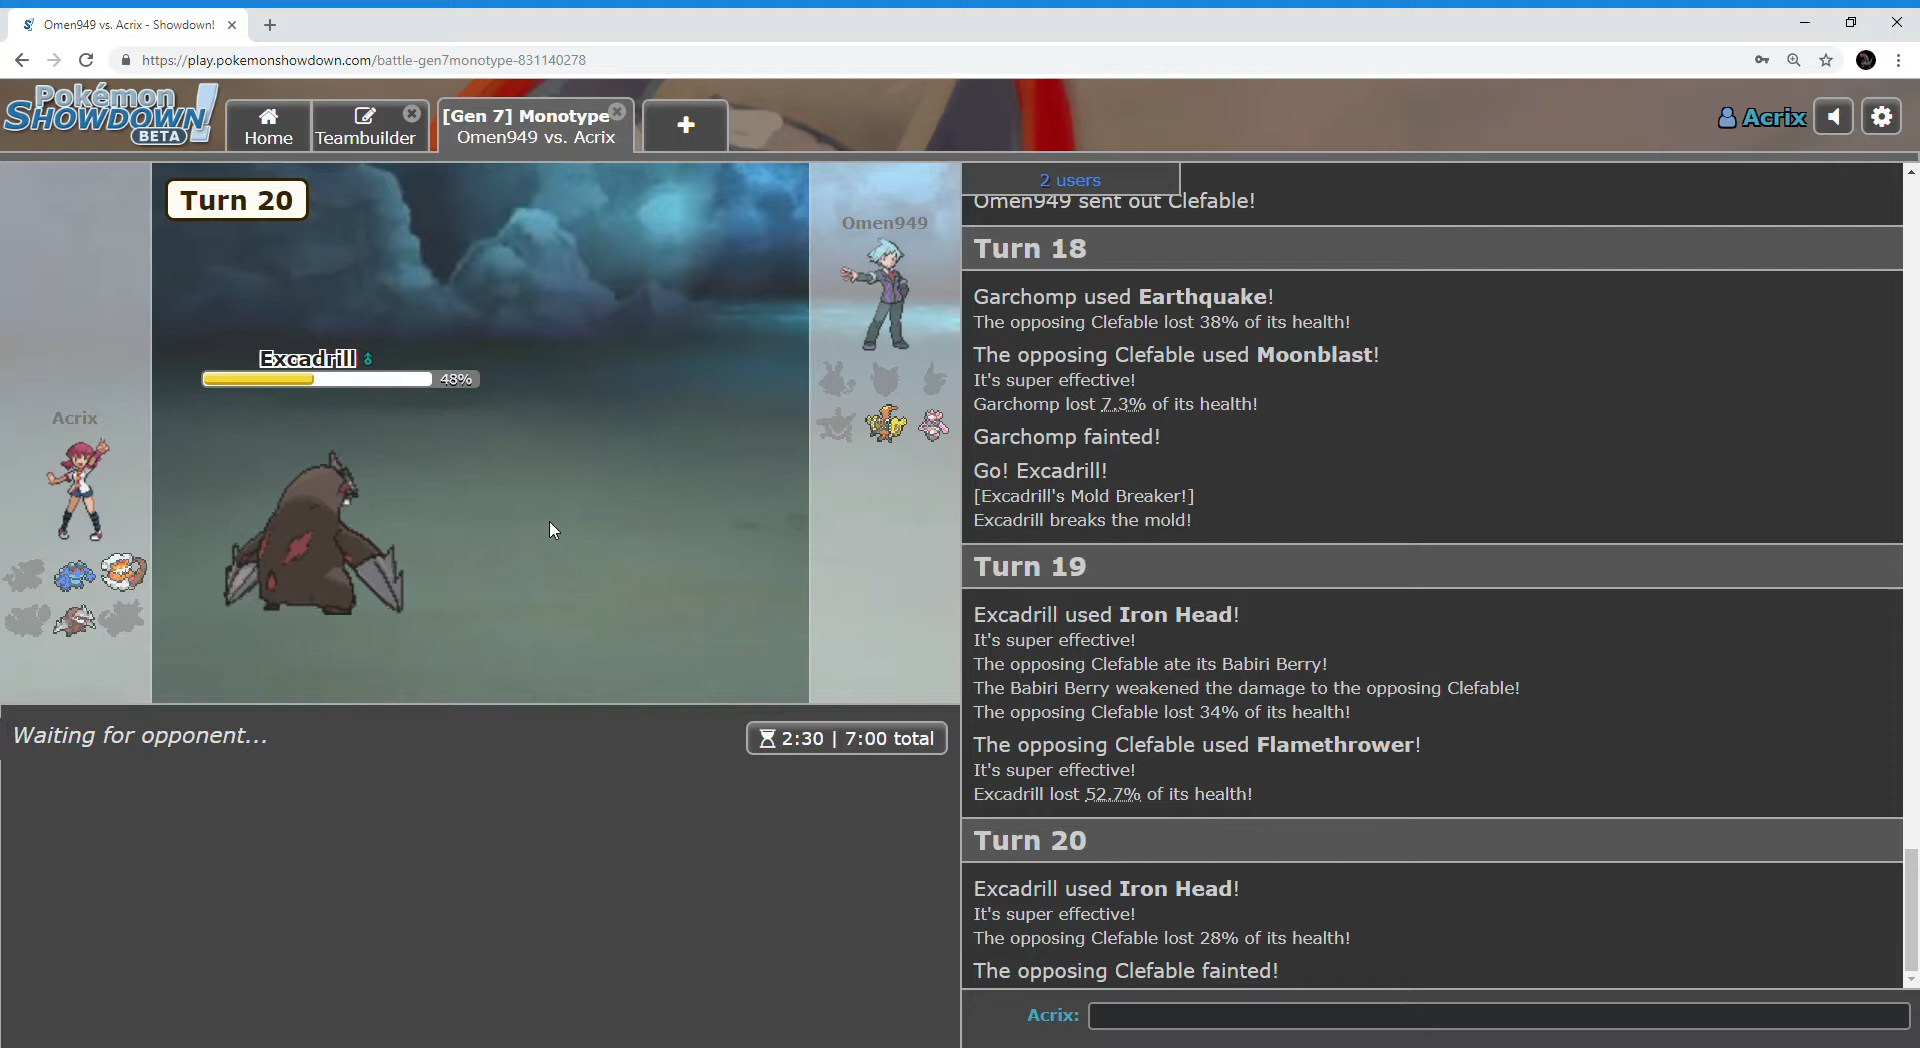 Omen949 vs. Acrix - Showdown!
https://play.pokemonshowdown.com/battle-gen7monotype-831140278
Pokémon
SHOWDOWN!
BETA
Home
Teambuilder
[Gen 7] Monotype
Omen949 vs. Acrix
Acrix
Turn 20
Omen949
Excadrill
48%
Acrix
Waiting for opponent...
2:30 | 7:00 total
2 users
Omen949 sent out Clefable!
Turn 18
Garchomp used Earthquake!
The opposing Clefable lost 38% of its health!
The opposing Clefable used Moonblast!
It's super effective!
Garchomp lost 7.3% of its health!
Garchomp fainted!
Go! Excadrill!
[Excadrill's Mold Breaker!]
Excadrill breaks the mold!
Turn 19
Excadrill used Iron Head!
It's super effective!
The opposing Clefable ate its Babiri Berry!
The Babiri Berry weakened the damage to the opposing Clefable!
The opposing Clefable lost 34% of its health!
The opposing Clefable used Flamethrower!
It's super effective!
Excadrill lost 52.7% of its health!
Turn 20
Excadrill used Iron Head!
It's super effective!
The opposing Clefable lost 28% of its health!
The opposing Clefable fainted!
Acrix: